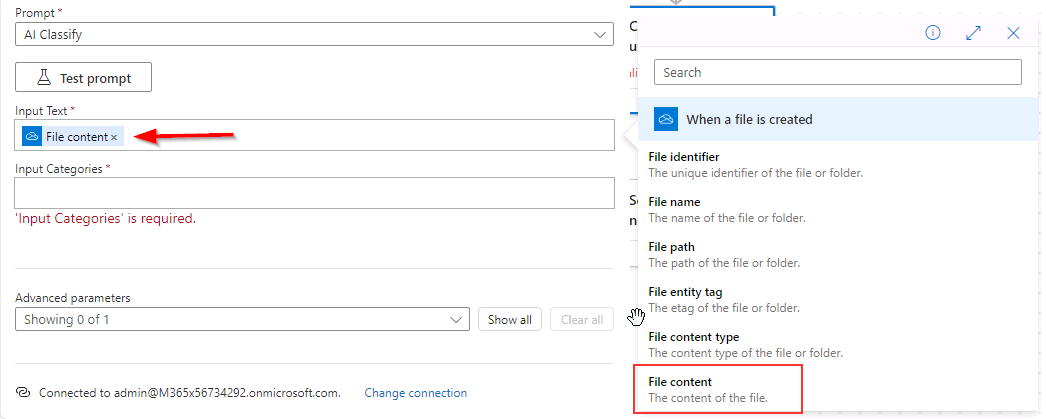 Prompt *
AI Classify
Test prompt
Input Text *
File content ×
Input Categories *
'Input Categories' is required.
Advanced parameters
Showing 0 of 1
Show all
Clear all
Connected to admin@M365x56734292.onmicrosoft.com.
Change connection
Search
When a file is created
File identifier
The unique identifier of the file or folder.
File name
The name of the file or folder.
File path
The path of the file or folder.
File entity tag
The etag of the file or folder.
File content type
The content type of the file or folder.
File content
The content of the file.